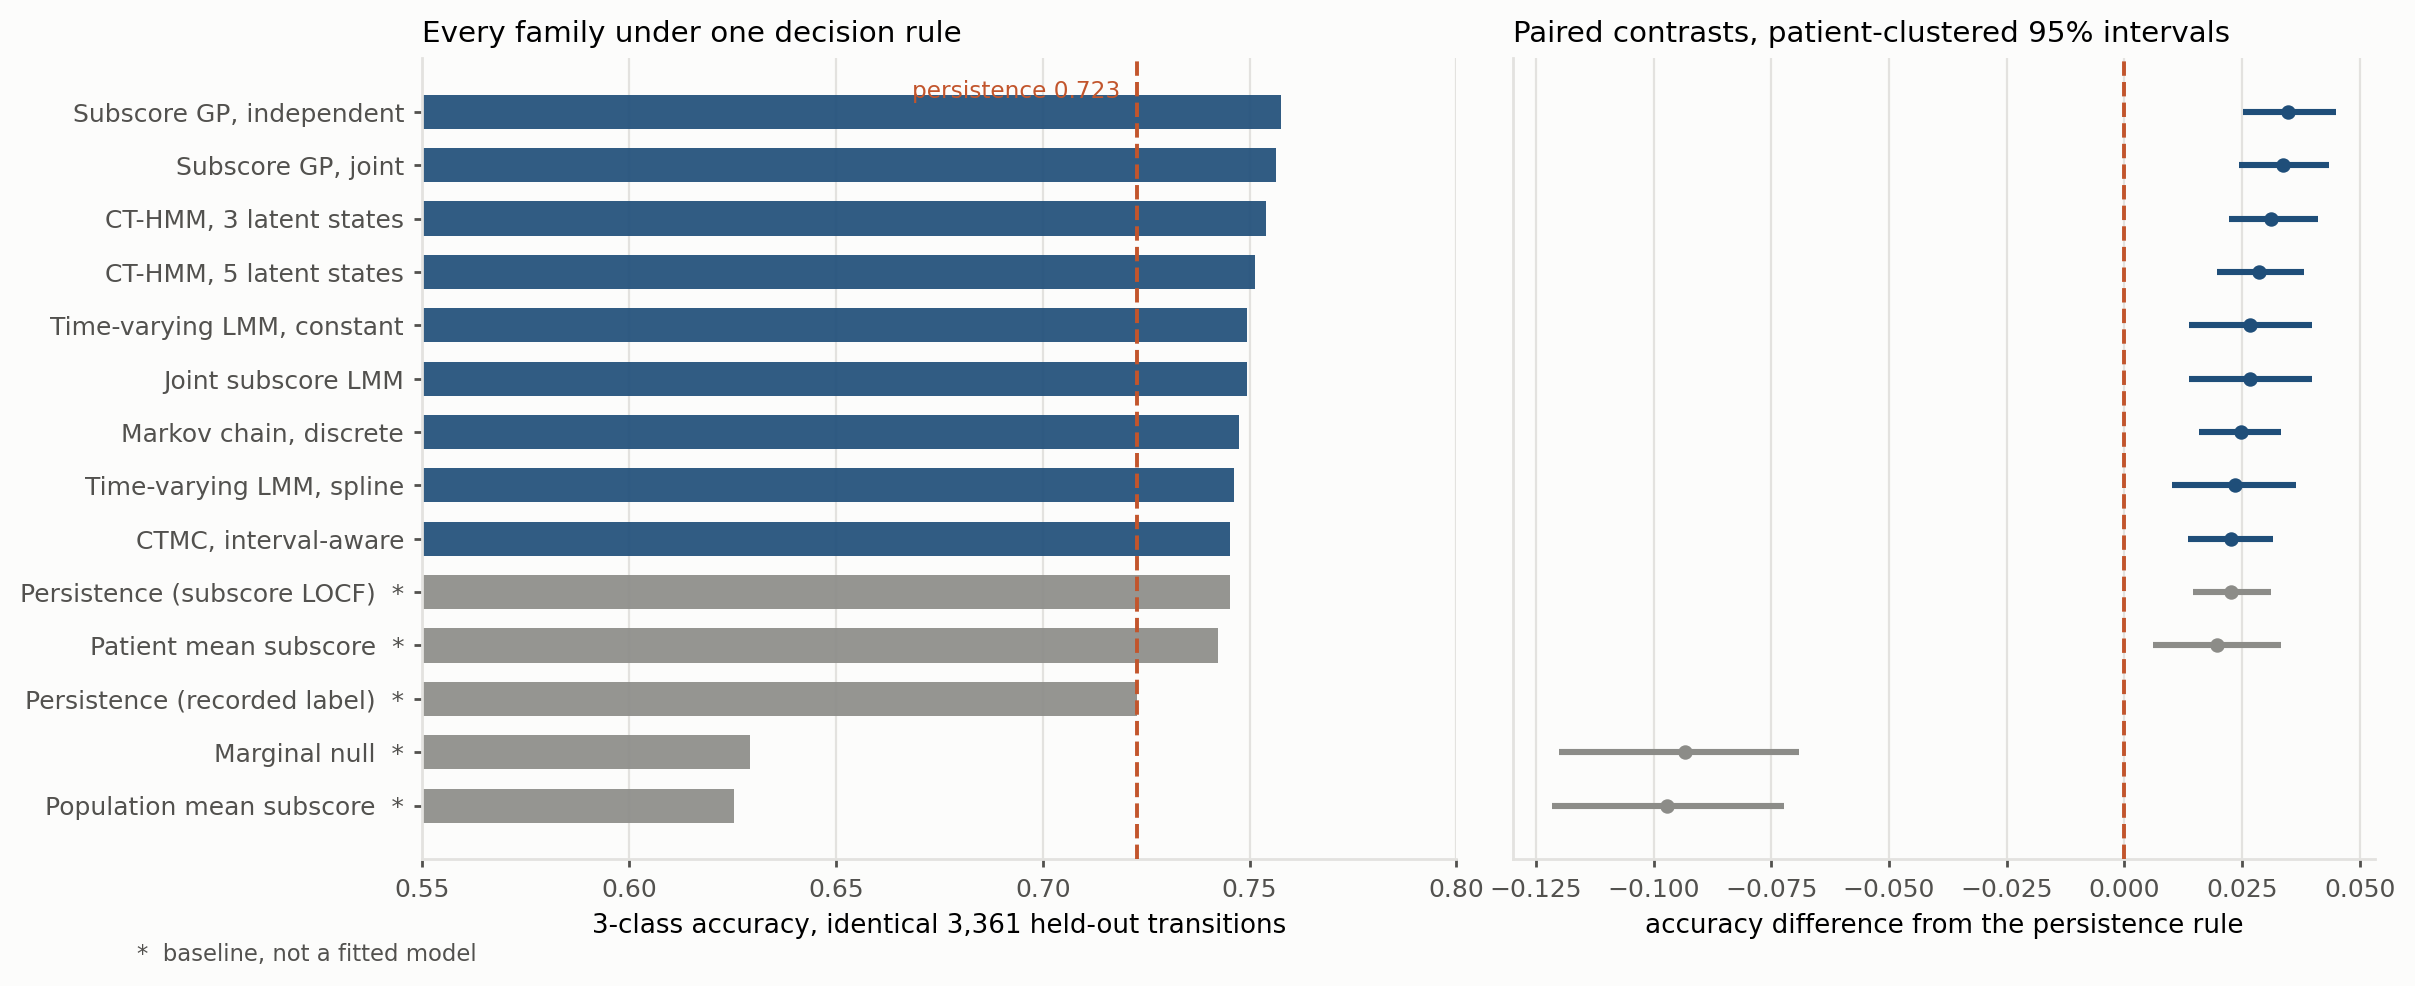 Every family under one decision rule
persistence 0.723
Subscore GP, independent
Subscore GP, joint
CT-HMM, 3 latent states
CT-HMM, 5 latent states
Time-varying LMM, constant
Joint subscore LMM
Markov chain, discrete
Time-varying LMM, spline
CTMC, interval-aware
Persistence (subscore LOCF) *
Patient mean subscore *
Persistence (recorded label) *
Marginal null *
Population mean subscore *
0.55 0.60 0.65 0.70 0.75 0.80
3-class accuracy, identical 3,361 held-out transitions
* baseline, not a fitted model
Paired contrasts, patient-clustered 95% intervals
−0.125 −0.100 −0.075 −0.050 −0.025 0.000 0.025 0.050
accuracy difference from the persistence rule